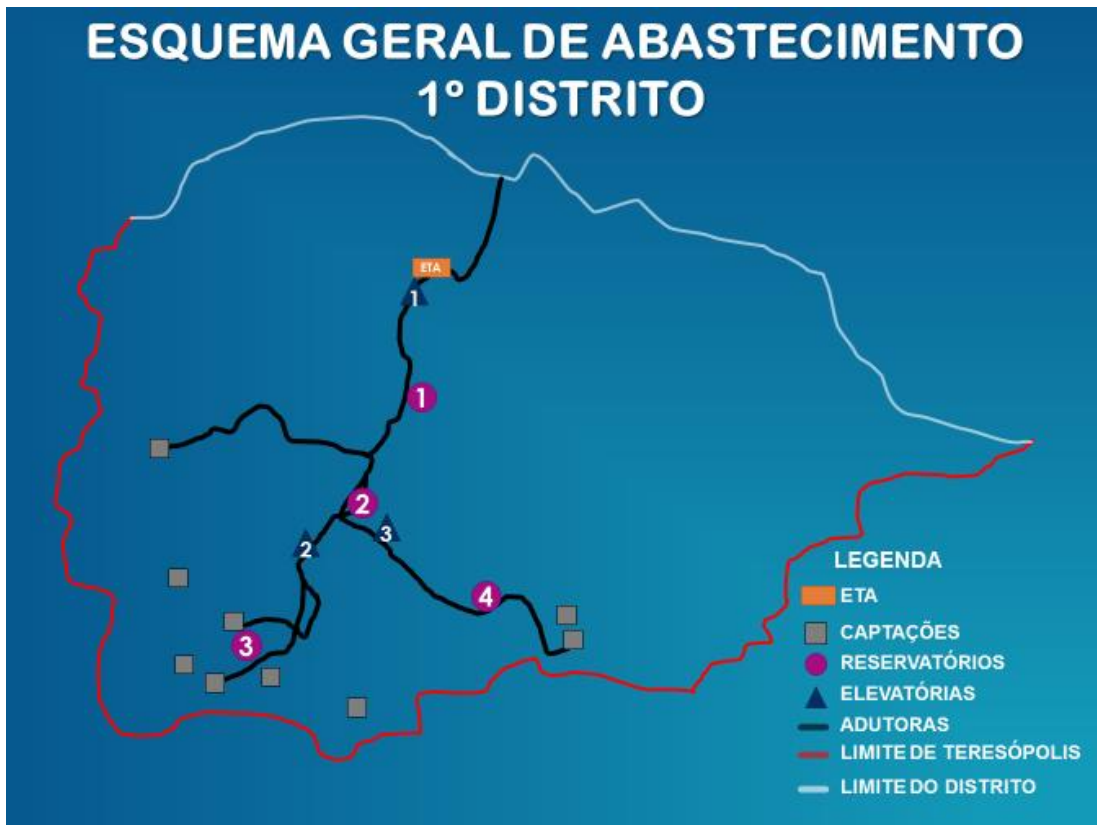 ESQUEMA GERAL DE ABASTECIMENTO
1º DISTRITO
ETA
1
1
2
3
2
4
3
LEGENDA
ETA
CAPTAÇÕES
RESERVATÓRIOS
ELEVATÓRIAS
ADUTORAS
LIMITE DE TERESÓPOLIS
LIMITE DO DISTRITO